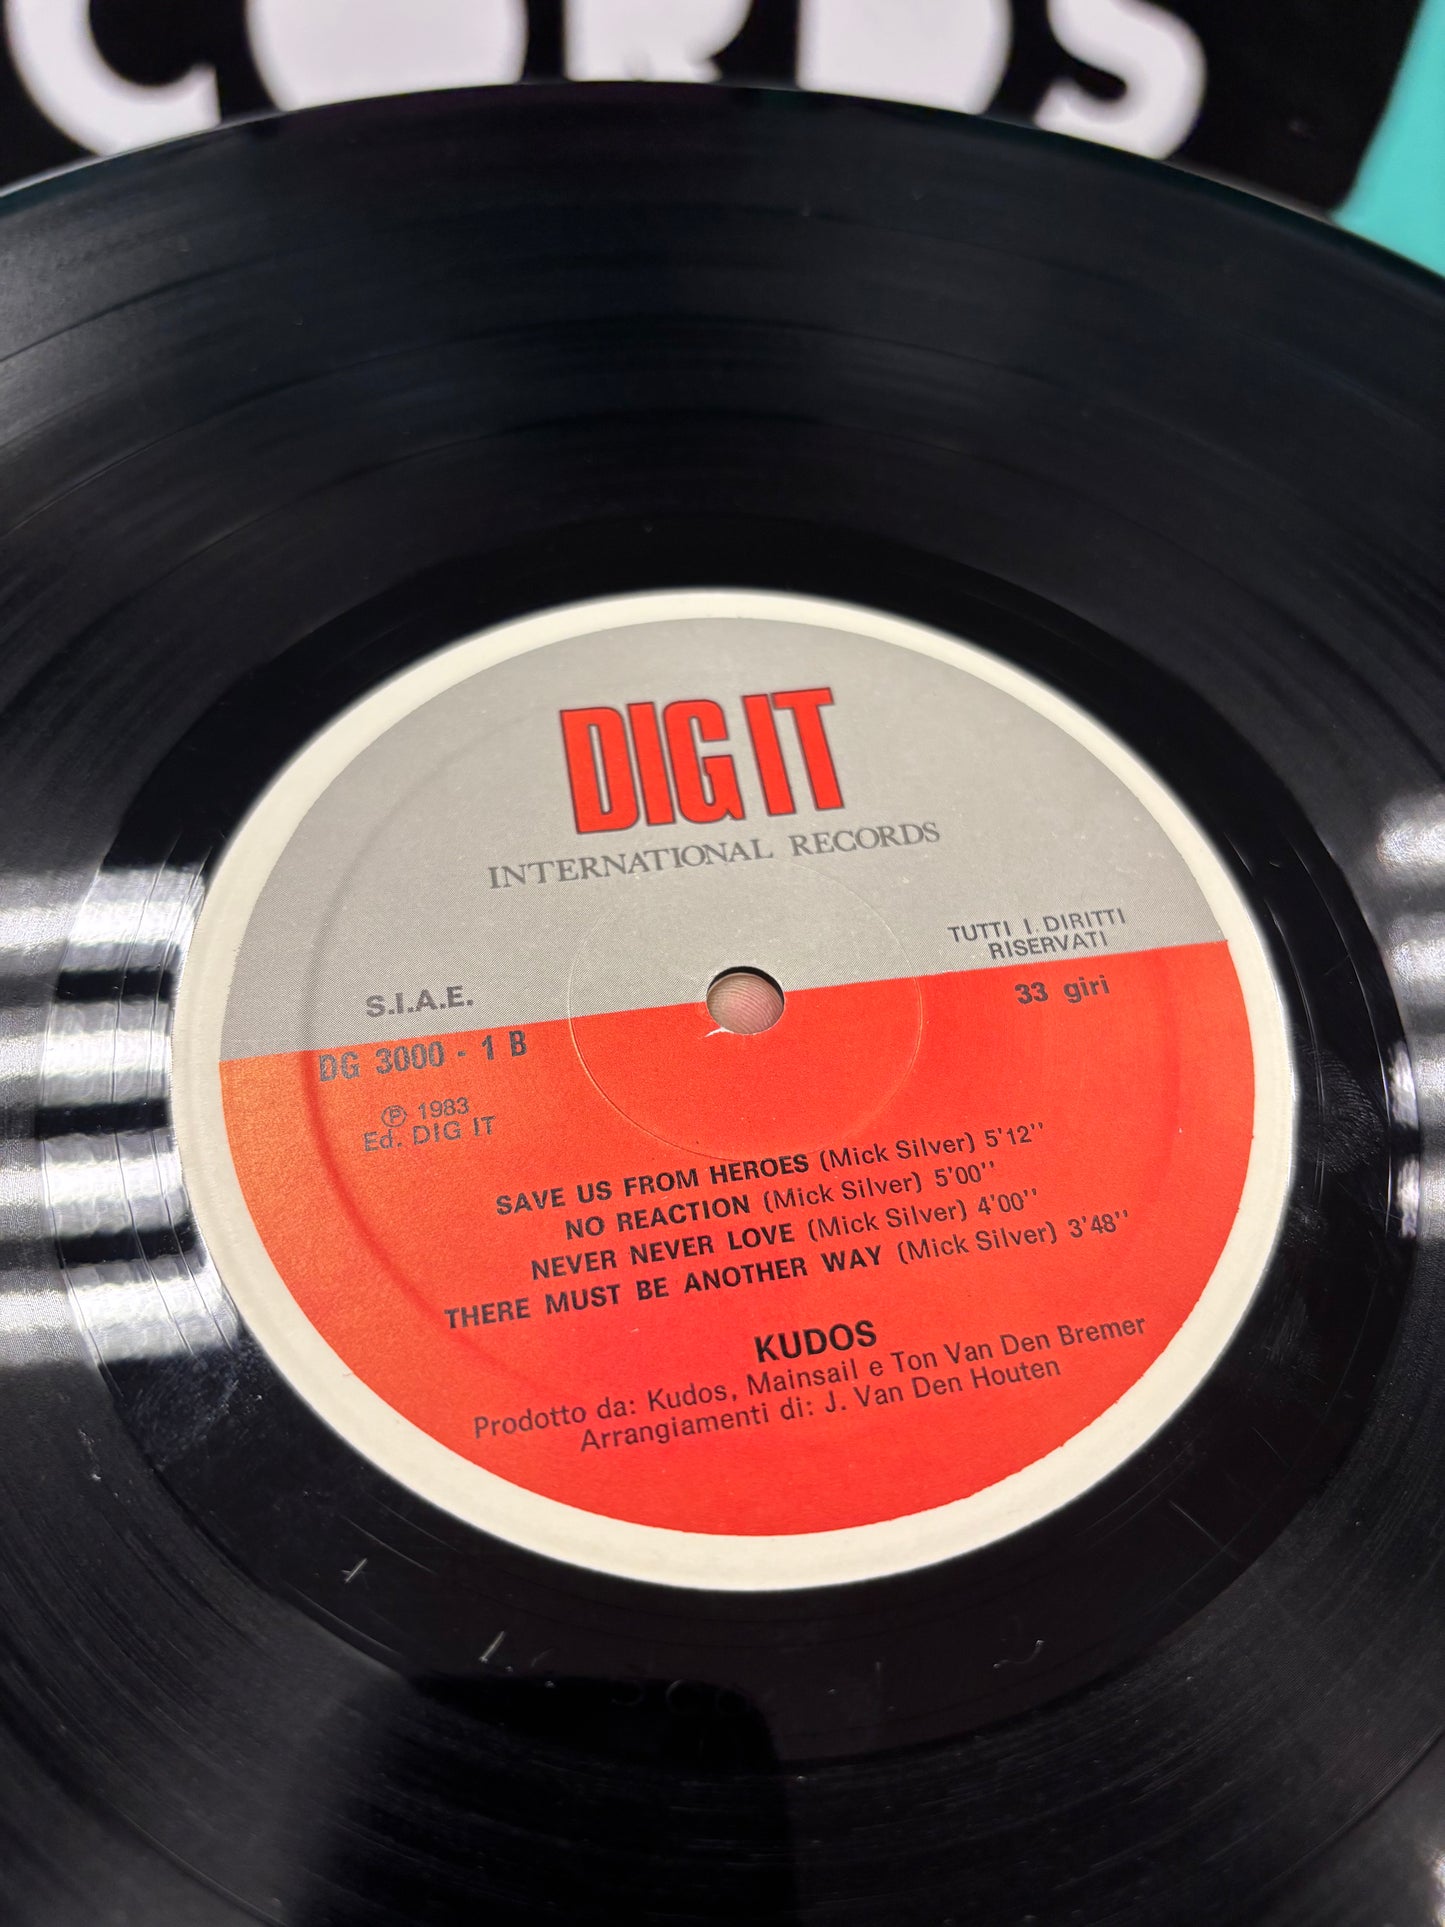 CORDS
DIG IT
INTERNATIONAL RECORDS
TUTTI I. DIRITTI
RISERVATI
S.I.A.E.
33 giri
DG 3000 - 1 B
℗ 1983
Ed. DIG IT
SAVE US FROM HEROES (Mick Silver) 5'12''
NO REACTION (Mick Silver) 5'00''
NEVER NEVER LOVE (Mick Silver) 4'00''
THERE MUST BE ANOTHER WAY (Mick Silver) 3'48''
KUDOS
Prodotto da: Kudos, Mainsail e Ton Van Den Bremer
Arrangiamenti di: J. Van Den Houten